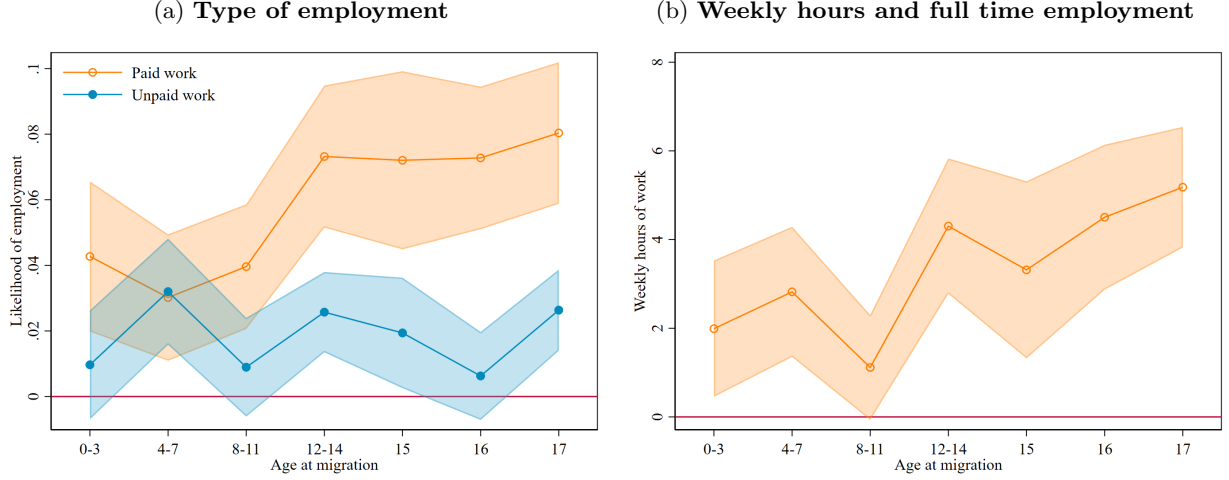 (a) Type of employment
Likelihood of employment
.1
.08
.06
.04
.02
0
Paid work
Unpaid work
0-3 4-7 8-11 12-14 15 16 17
Age at migration
(b) Weekly hours and full time employment
Weekly hours of work
8
6
4
2
0
0-3 4-7 8-11 12-14 15 16 17
Age at migration